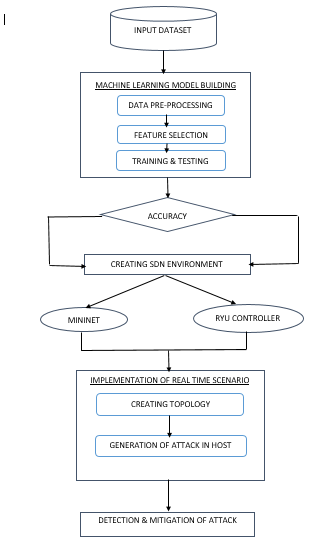 INPUT DATASET
MACHINE LEARNING MODEL BUILDING
DATA PRE-PROCESSING
FEATURE SELECTION
TRAINING & TESTING
ACCURACY
CREATING SDN ENVIRONMENT
MININET
RYU CONTROLLER
IMPLEMENTATION OF REAL TIME SCENARIO
CREATING TOPOLOGY
GENERATION OF ATTACK IN HOST
DETECTION & MITIGATION OF ATTACK